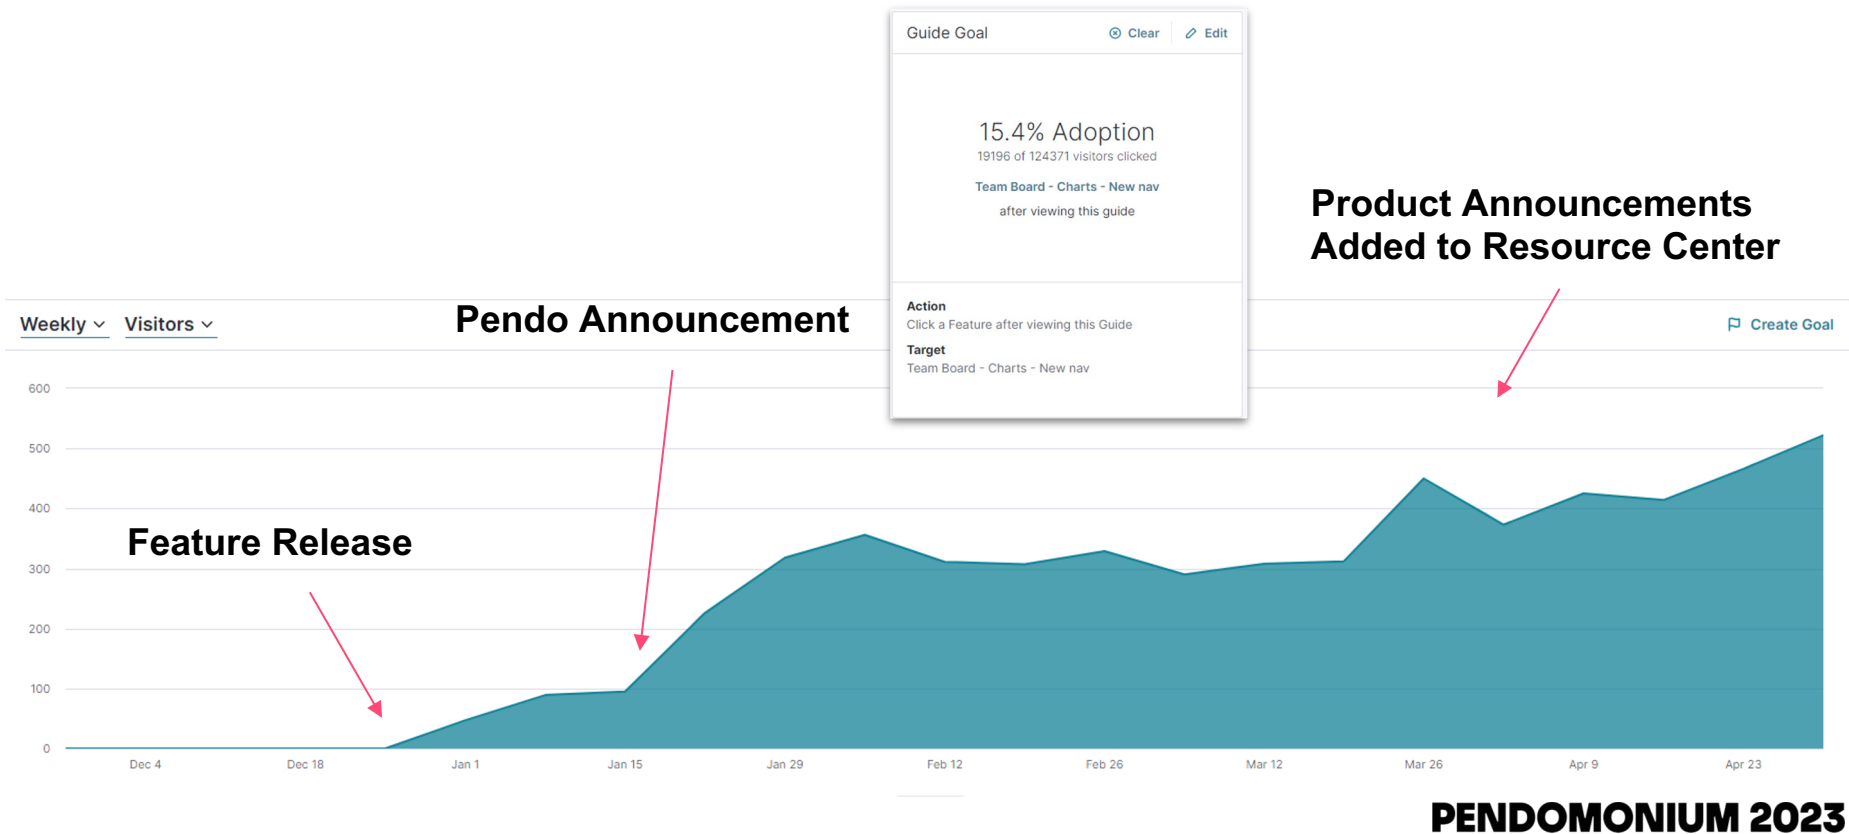 Guide Goal
Clear
Edit
15.4% Adoption
19196 of 124371 visitors clicked
Team Board - Charts - New nav
after viewing this guide
Action
Click a Feature after viewing this Guide
Target
Team Board - Charts - New nav
Product Announcements
Added to Resource Center
Pendo Announcement
Feature Release
Weekly
Visitors
Create Goal
600
500
400
300
200
100
0
Dec 4
Dec 18
Jan 1
Jan 15
Jan 29
Feb 12
Feb 26
Mar 12
Mar 26
Apr 9
Apr 23
PENDOMONIUM 2023